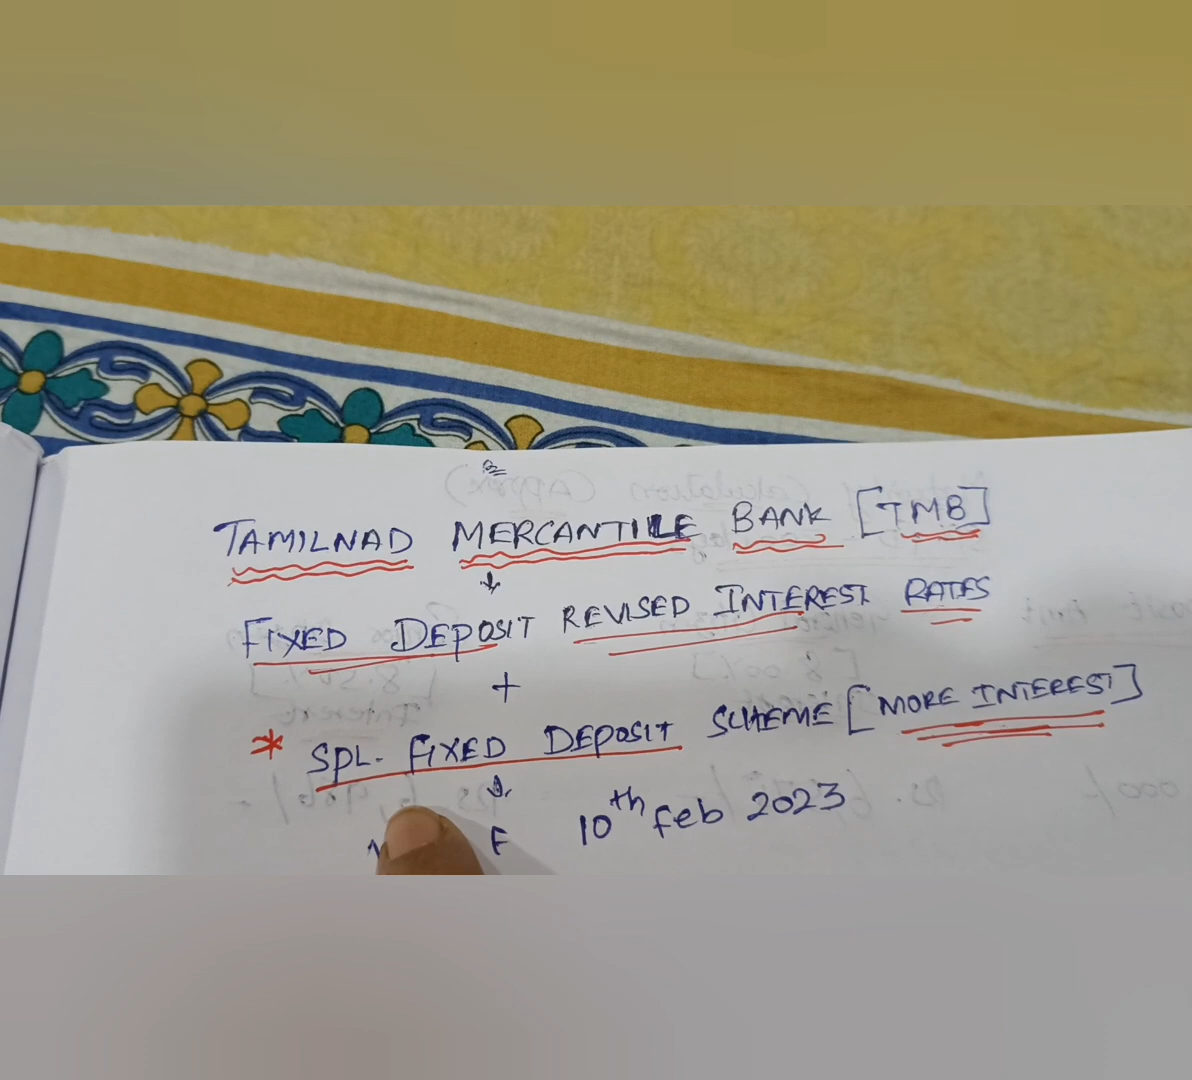 TAMILNAD MERCANTILE BANK [TMB]
FIXED DEPOSIT REVISED INTEREST RATES
+
* SPL. FIXED DEPOSIT SCHEME [MORE INTEREST]
10th feb 2023